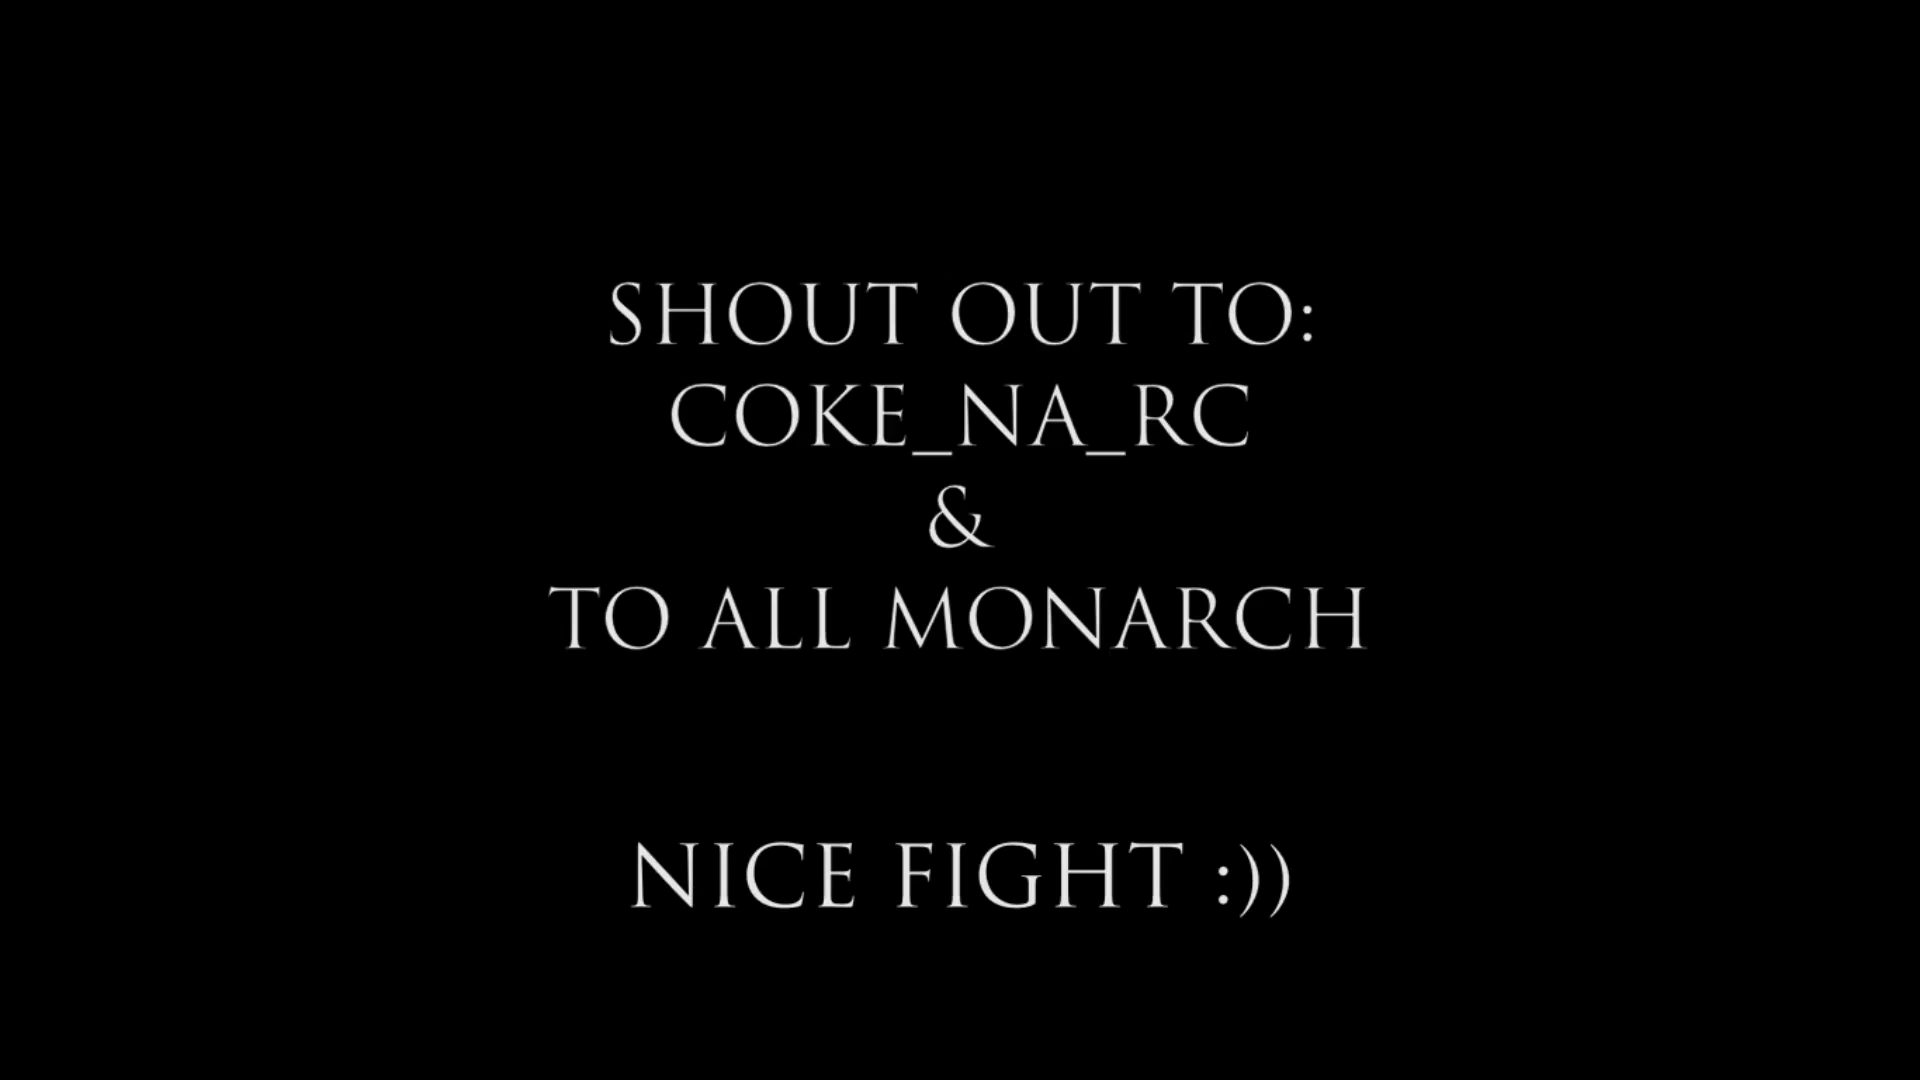 SHOUT OUT TO:
COKE_NA_RC
&
TO ALL MONARCH
NICE FIGHT :))